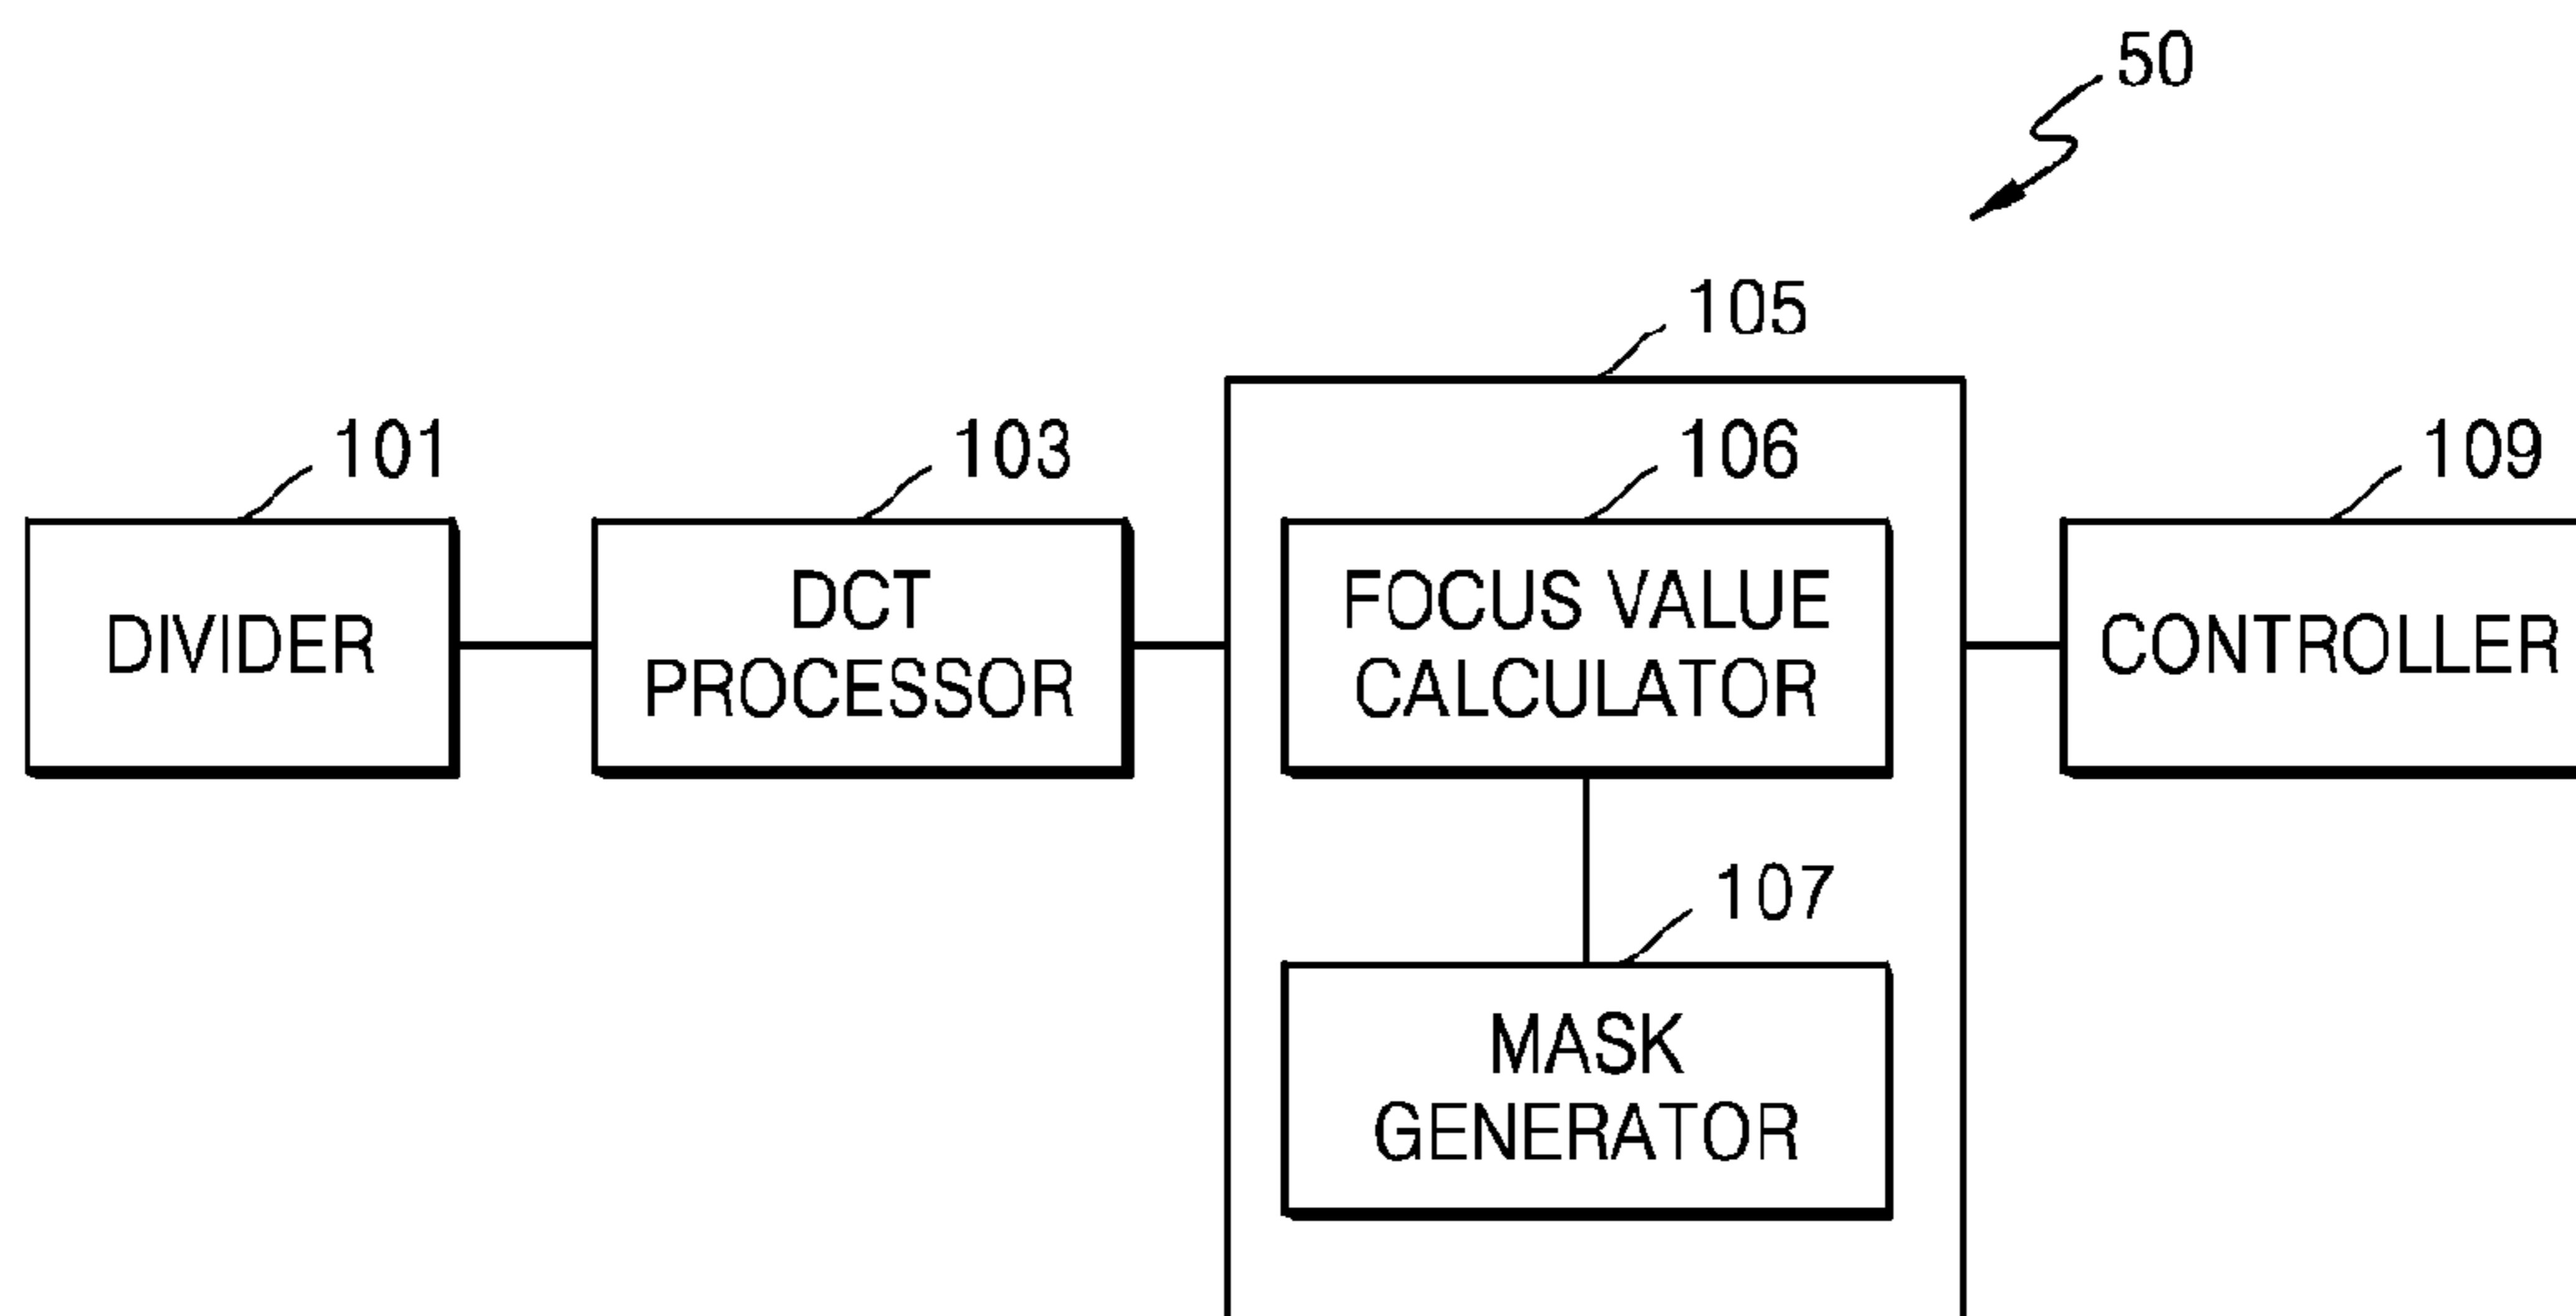 50
105
101
103
106
109
DIVIDER
DCT
PROCESSOR
FOCUS VALUE
CALCULATOR
CONTROLLER
107
MASK
GENERATOR